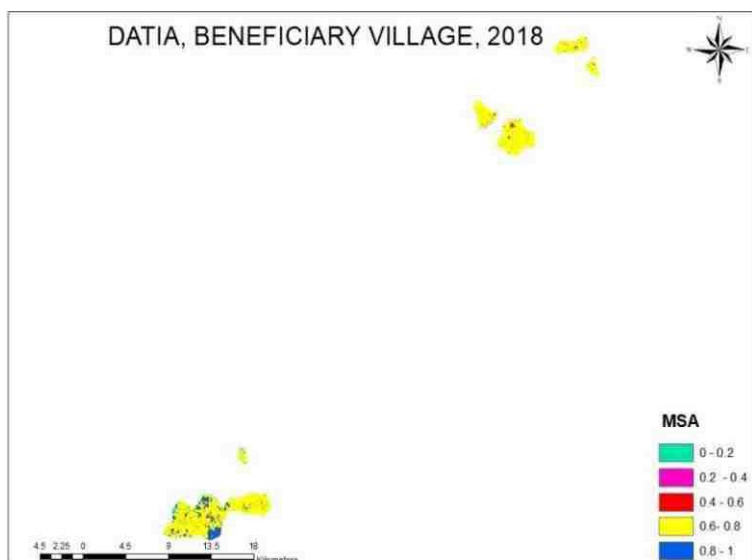 DATIA, BENEFICIARY VILLAGE, 2018
N
E
S
MSA
0 - 0.2
0.2 - 0.4
0.4 - 0.6
0.6- 0.8
0.8 - 1
4.5 2.25 0 4.5 9 13.5 18
Kilometers